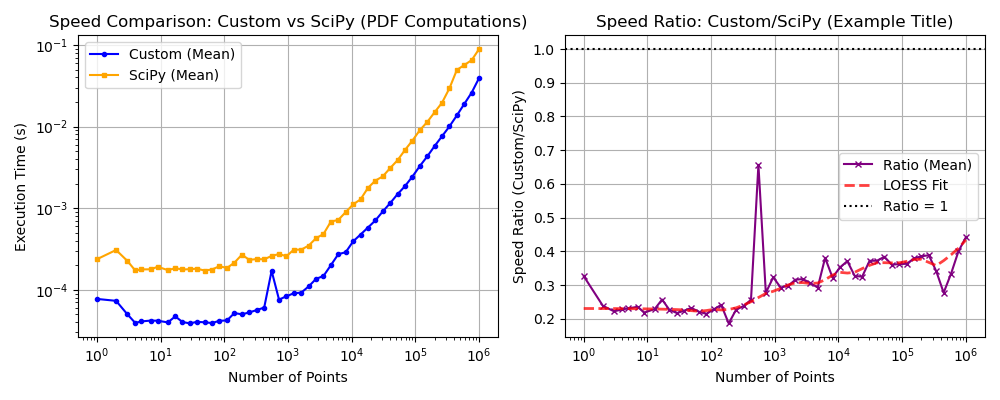 Speed Comparison: Custom vs SciPy (PDF Computations)
Execution Time (s)
10⁻¹
10⁻²
10⁻³
10⁻⁴
Custom (Mean)
SciPy (Mean)
10⁰ 10¹ 10² 10³ 10⁴ 10⁵ 10⁶
Number of Points
Speed Ratio: Custom/SciPy (Example Title)
Speed Ratio (Custom/SciPy)
1.0
0.9
0.8
0.7
0.6
0.5
0.4
0.3
0.2
Ratio (Mean)
LOESS Fit
Ratio = 1
10⁰ 10¹ 10² 10³ 10⁴ 10⁵ 10⁶
Number of Points